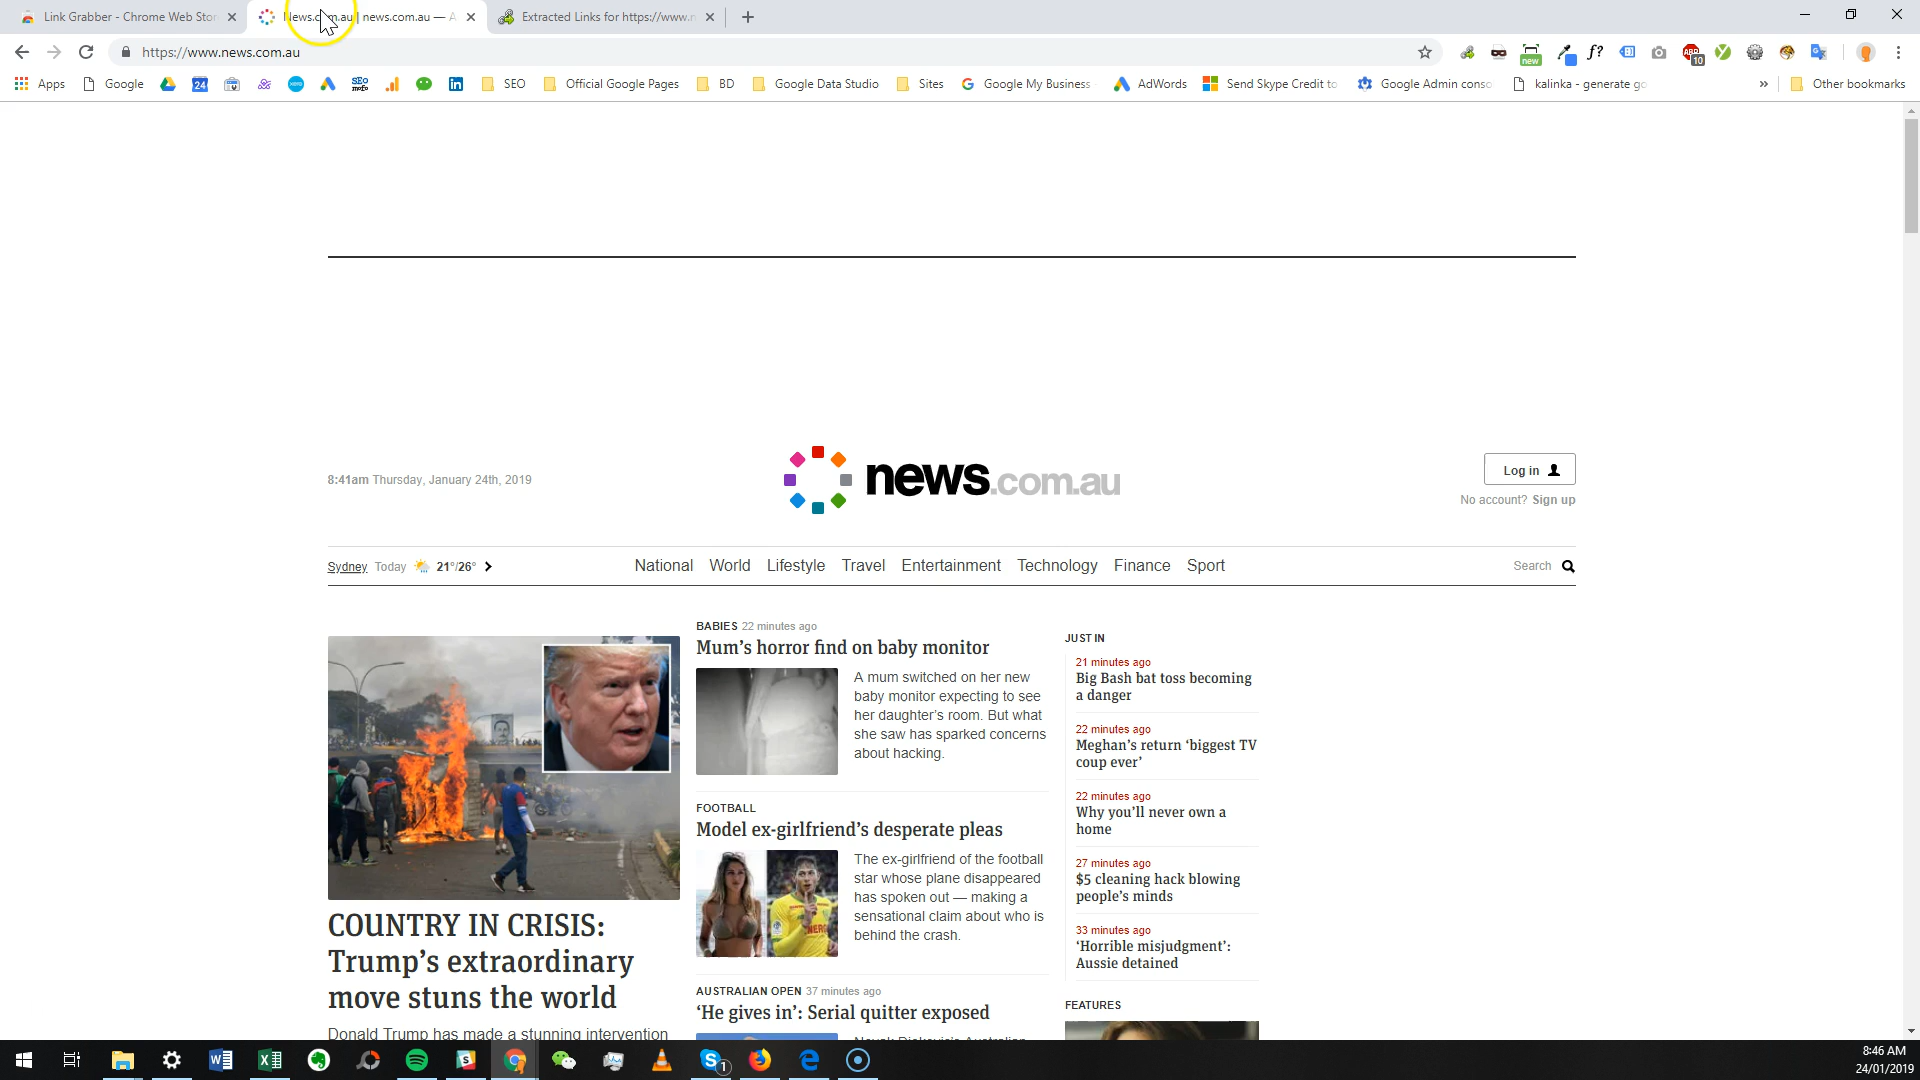 Link Grabber - Chrome Web Stor
news.com.au — A
Extracted Links for https://www.n
https://www.news.com.au
new
f?
10
Apps
Google
24
SEO
Official Google Pages
BD
Google Data Studio
Sites
Google My Business
AdWords
Send Skype Credit to
Google Admin conso
kalinka - generate go
»
Other bookmarks
news.com.au
8:41am Thursday, January 24th, 2019
Log in
No account? Sign up
Sydney Today 21°/26°
National World Lifestyle Travel Entertainment Technology Finance Sport
Search
COUNTRY IN CRISIS:
Trump’s extraordinary
move stuns the world
Donald Trump has made a stunning intervention
BABIES 22 minutes ago
Mum’s horror find on baby monitor
A mum switched on her new
baby monitor expecting to see
her daughter’s room. But what
she saw has sparked concerns
about hacking.
FOOTBALL
Model ex-girlfriend’s desperate pleas
The ex-girlfriend of the football
star whose plane disappeared
has spoken out — making a
sensational claim about who is
behind the crash.
AUSTRALIAN OPEN 37 minutes ago
‘He gives in’: Serial quitter exposed
JUST IN
21 minutes ago
Big Bash bat toss becoming
a danger
22 minutes ago
Meghan’s return ‘biggest TV
coup ever’
22 minutes ago
Why you’ll never own a
home
27 minutes ago
$5 cleaning hack blowing
people’s minds
33 minutes ago
‘Horrible misjudgment’:
Aussie detained
FEATURES
1
8:46 AM
24/01/2019